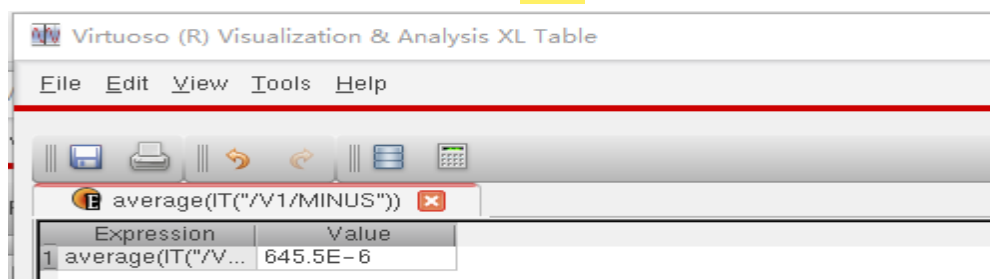 Virtuoso (R) Visualization & Analysis XL Table
File Edit View Tools Help
average(IT("/V1/MINUS"))
Expression Value
1 average(IT("/V... 645.5E-6